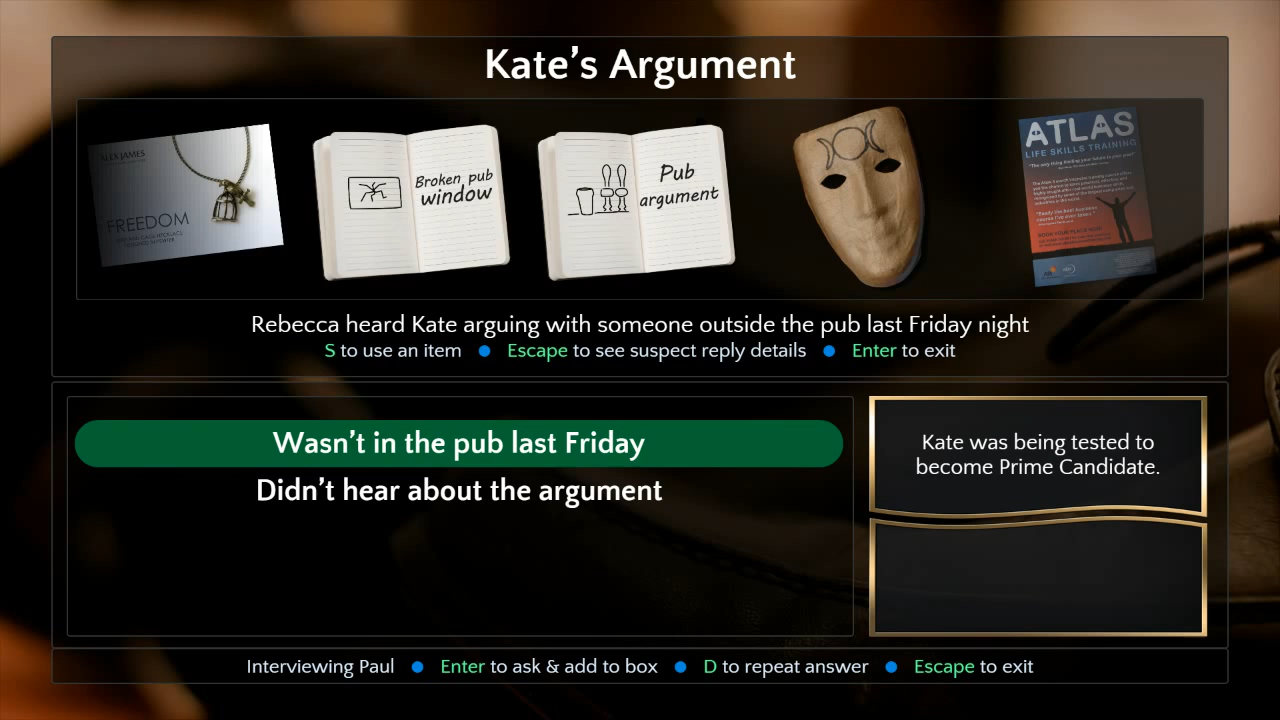 Kate's Argument
ALEX JAMES
FREEDOM
Broken pub
window
Pub
argument
ATLAS
LIFE SKILLS TRAINING
Rebecca heard Kate arguing with someone outside the pub last Friday night
S to use an item ● Escape to see suspect reply details ● Enter to exit
Wasn't in the pub last Friday
Didn't hear about the argument
Kate was being tested to
become Prime Candidate.
Interviewing Paul ● Enter to ask & add to box ● D to repeat answer ● Escape to exit